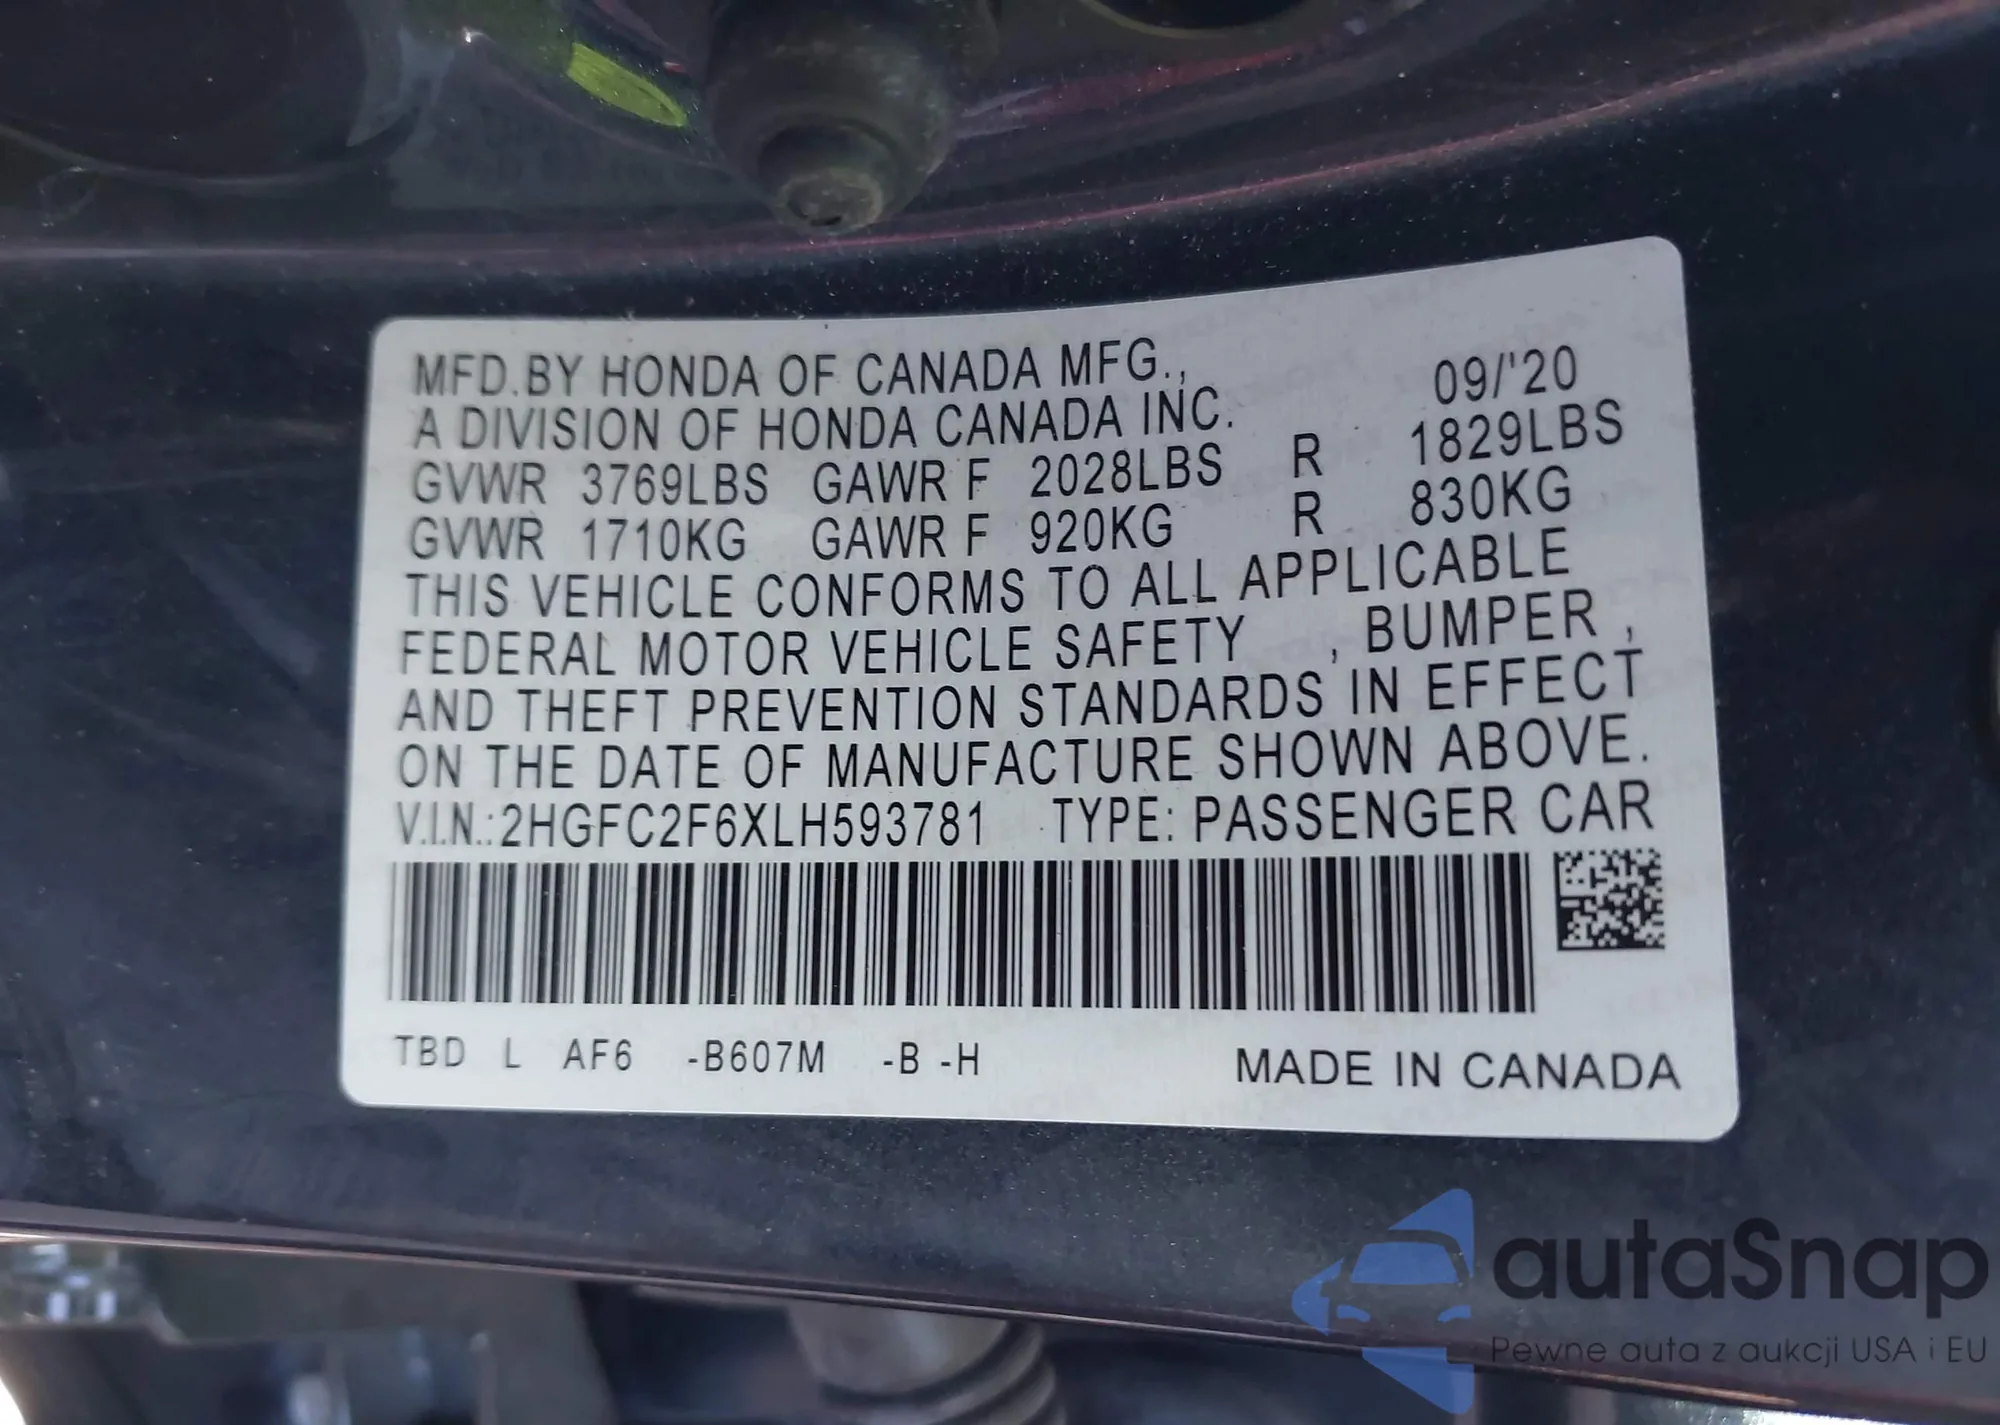 MFD.BY HONDA OF CANADA MFG., 09/'20
A DIVISION OF HONDA CANADA INC.
GVWR 3769LBS GAWR F 2028LBS R 1829LBS
GVWR 1710KG GAWR F 920KG R 830KG
THIS VEHICLE CONFORMS TO ALL APPLICABLE
FEDERAL MOTOR VEHICLE SAFETY , BUMPER ,
AND THEFT PREVENTION STANDARDS IN EFFECT
ON THE DATE OF MANUFACTURE SHOWN ABOVE.
V.I.N.:2HGFC2F6XLH593781 TYPE: PASSENGER CAR
TBD L AF6 -B607M -B -H MADE IN CANADA
autaSnap
Pewne auta z aukcji USA i EU